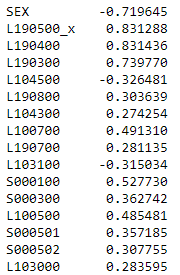 SEX -0.719645
L190500_x 0.831288
L190400 0.831436
L190300 0.739770
L104500 -0.326481
L190800 0.303639
L104300 0.274254
L100700 0.491310
L190700 0.281135
L103100 -0.315034
S000100 0.527730
S000300 0.362742
L100500 0.485481
S000501 0.357185
S000502 0.307755
L103000 0.283595